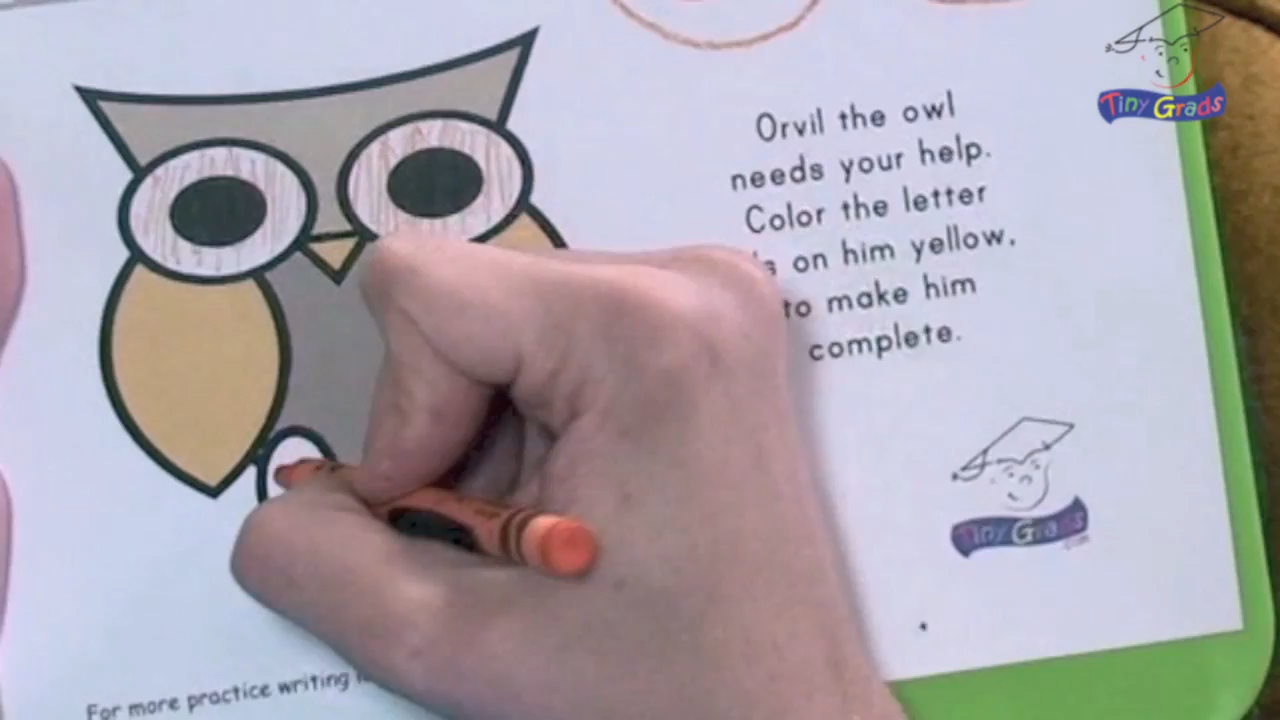 Tiny Grads
Orvil the owl
needs your help.
Color the letter
on him yellow,
to make him
complete.
Tiny Grads
For more practice writing